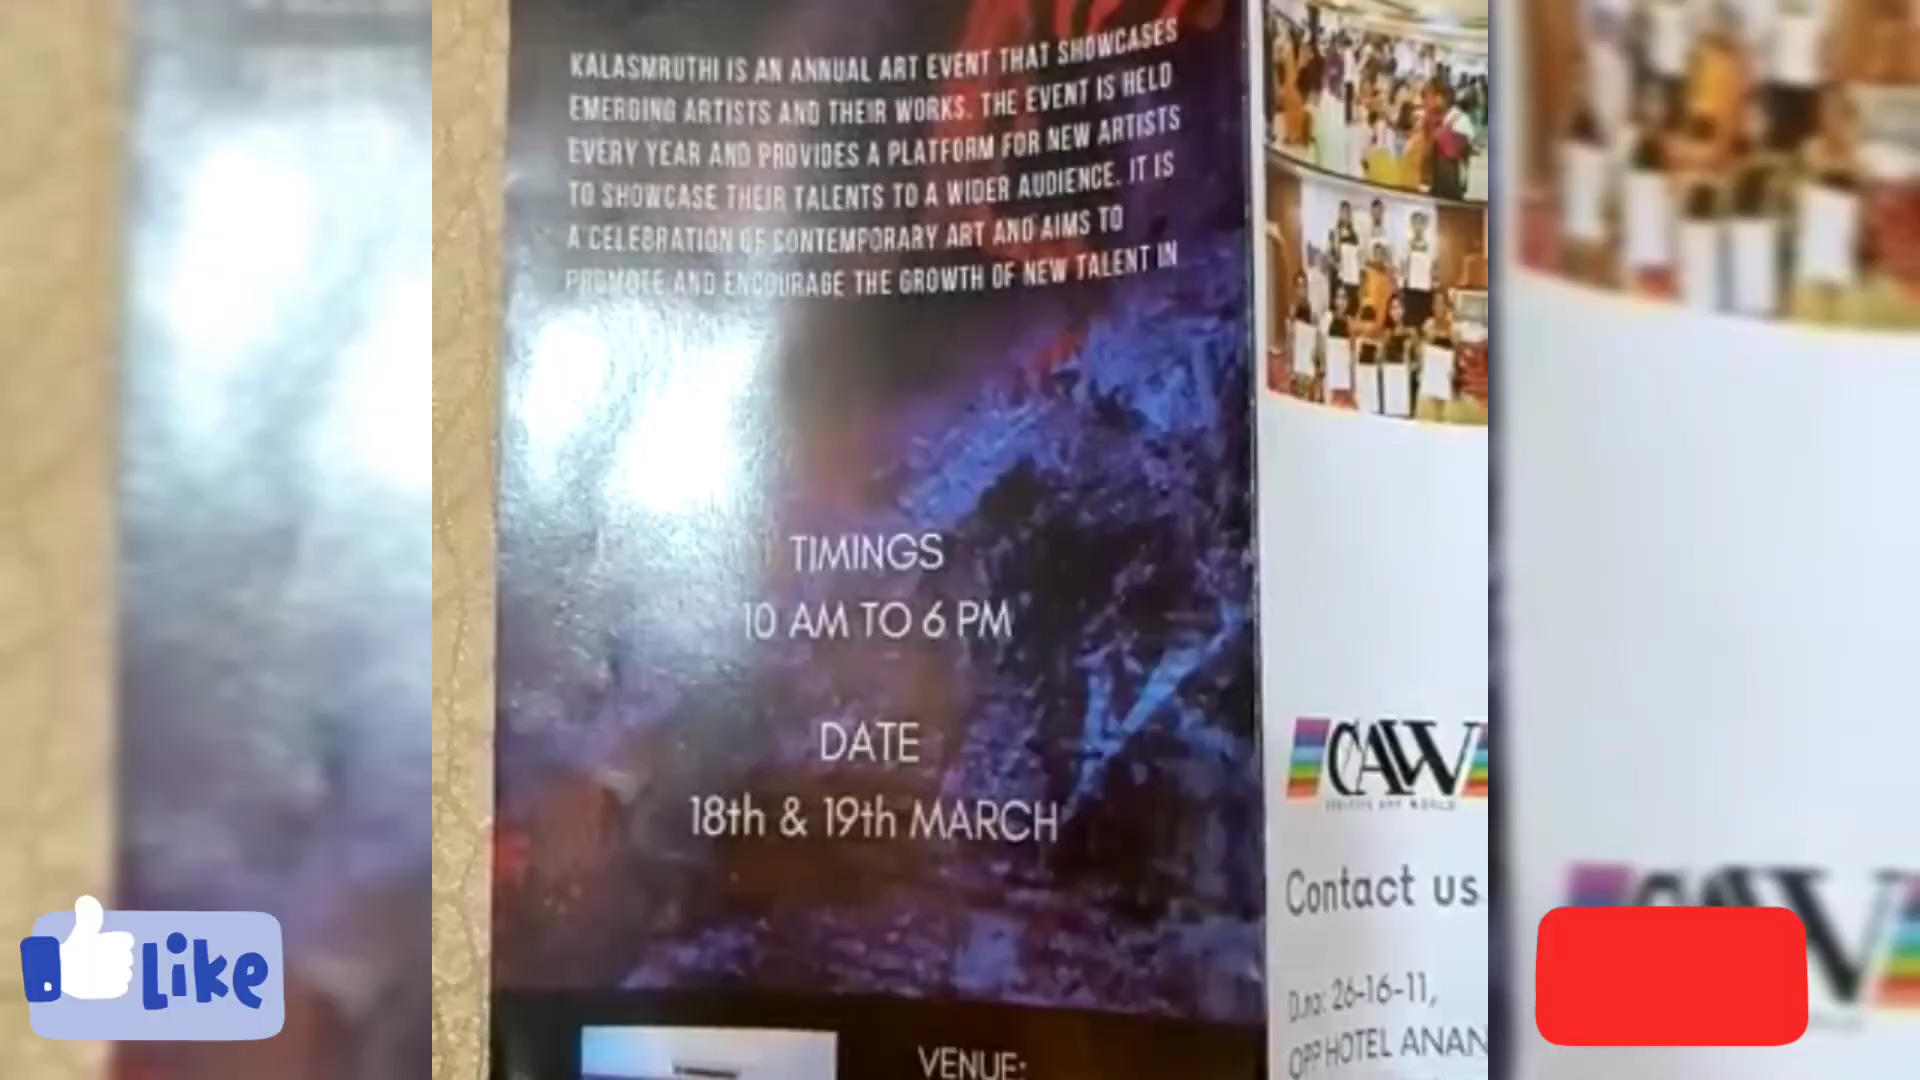 KALASMRUTHI IS AN ANNUAL ART EVENT THAT SHOWCASES
EMERGING ARTISTS AND THEIR WORKS. THE EVENT IS HELD
EVERY YEAR AND PROVIDES A PLATFORM FOR NEW ARTISTS
TO SHOWCASE THEIR TALENTS TO A WIDER AUDIENCE. IT IS
A CELEBRATION OF CONTEMPORARY ART AND AIMS TO
PROMOTE AND ENCOURAGE THE GROWTH OF NEW TALENT IN
TIMINGS
10 AM TO 6 PM
DATE
18th & 19th MARCH
VENUE:
CAW
Contact us
D.no: 26-16-11,
OPP HOTEL ANAN
Like